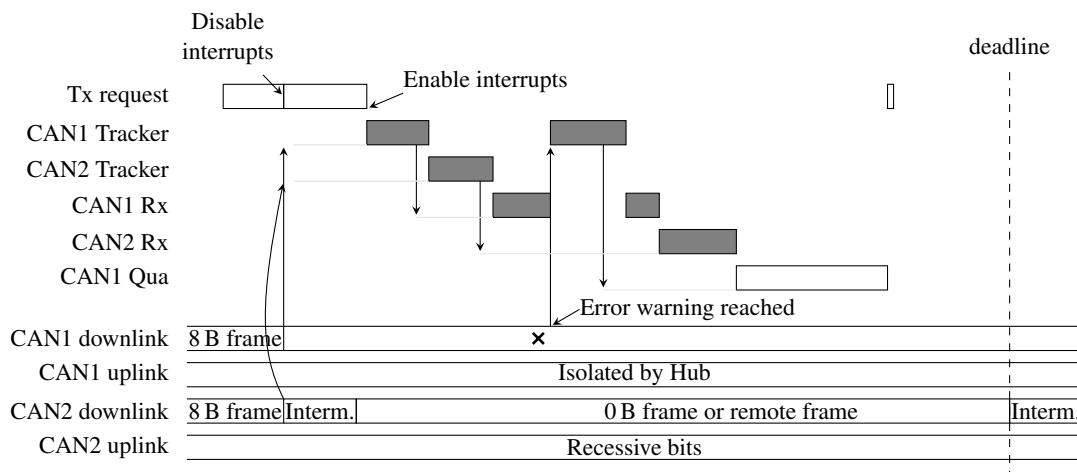 Disable
interrupts
deadline
Tx request
Enable interrupts
CAN1 Tracker
CAN2 Tracker
CAN1 Rx
CAN2 Rx
CAN1 Qua
Error warning reached
CAN1 downlink 8 B frame
CAN1 uplink Isolated by Hub
CAN2 downlink 8 B frame Interm. 0 B frame or remote frame Interm.
CAN2 uplink Recessive bits